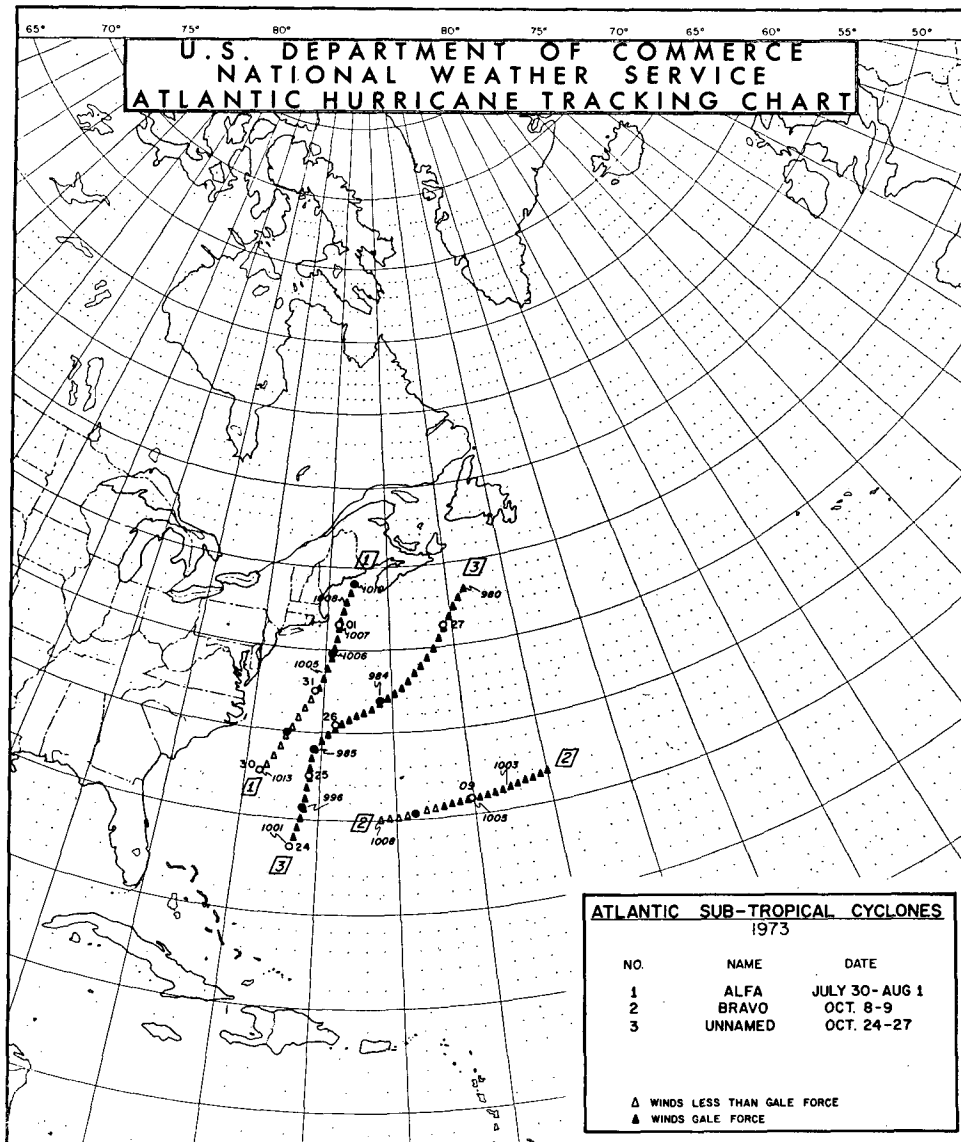 65° 70° 75° 80° 80° 75° 70° 65° 60° 55° 50°
U.S. DEPARTMENT OF COMMERCE
NATIONAL WEATHER SERVICE
ATLANTIC HURRICANE TRACKING CHART
1
3
1019
1008
980
01
1007
27
1006
1005
31
984
26
30
985
1013
1003
2
25
1
09
996
1005
1001
2
1008
24
3
ATLANTIC SUB-TROPICAL CYCLONES
1973
NO. NAME DATE
1 ALFA JULY 30-AUG 1
2 BRAVO OCT. 8-9
3 UNNAMED OCT. 24-27
△ WINDS LESS THAN GALE FORCE
▲ WINDS GALE FORCE